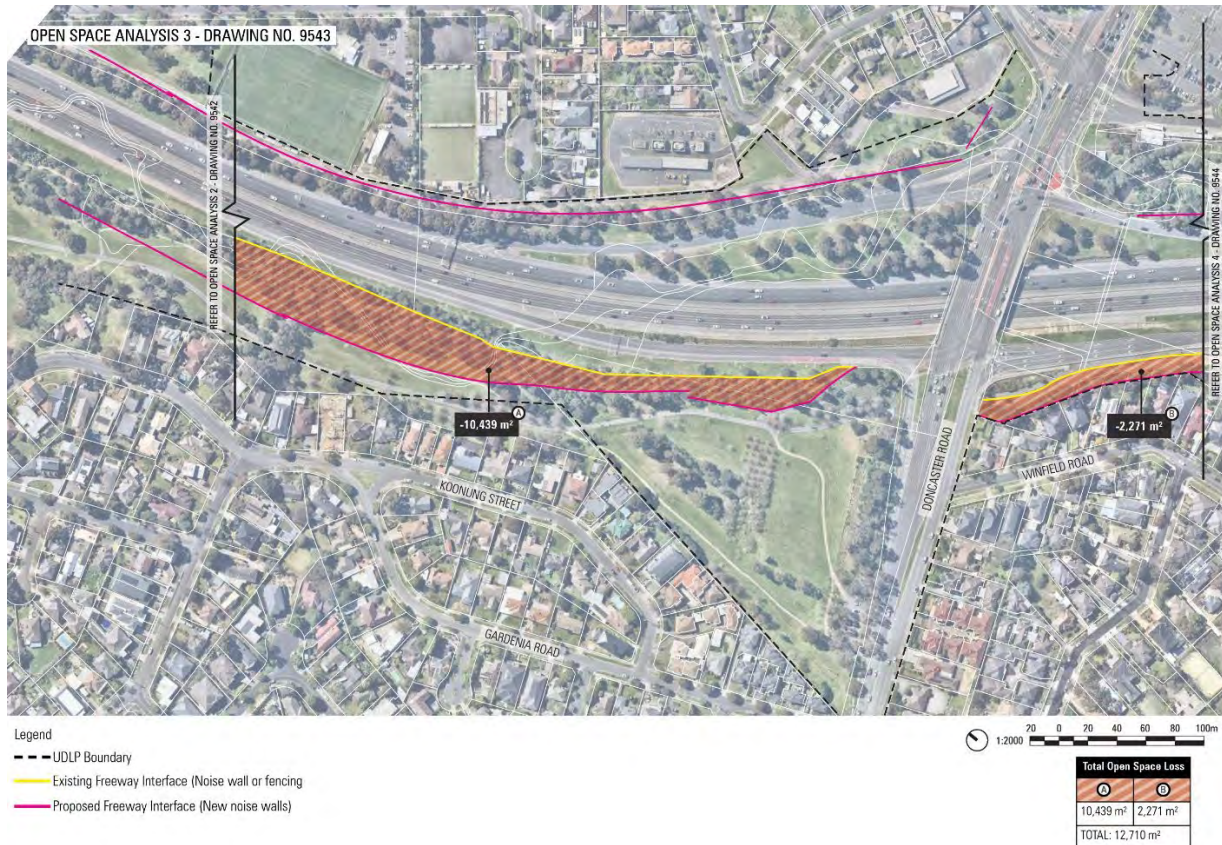 OPEN SPACE ANALYSIS 3 - DRAWING NO. 9543
REFER TO OPEN SPACE ANALYSIS 2 - DRAWING NO. 9542
REFER TO OPEN SPACE ANALYSIS 4 - DRAWING NO. 9544
-10,439 m² A
-2,271 m² B
DONCASTER ROAD
WINFIELD ROAD
KOONUNG STREET
GARDENIA ROAD
Legend
UDLP Boundary
Existing Freeway Interface (Noise wall or fencing
Proposed Freeway Interface (New noise walls)
1:2000 20 0 20 40 60 80 100m
Total Open Space Loss
A B
10,439 m² 2,271 m²
TOTAL: 12,710 m²